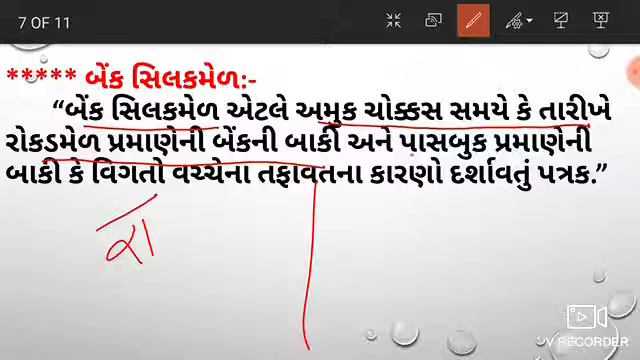 7 OF 11
***** બેંક સિલકમેળ:-
“બેંક સિલકમેળ એટલે અમુક ચોક્કસ સમયે કે તારીખે
રોકડમેળ પ્રમાણેની બેંકની બાકી અને પાસબુક પ્રમાણેની
બાકી કે વિગતો વચ્ચેના તફાવતના કારણો દર્શાવતું પત્રક.”
V RECORDER